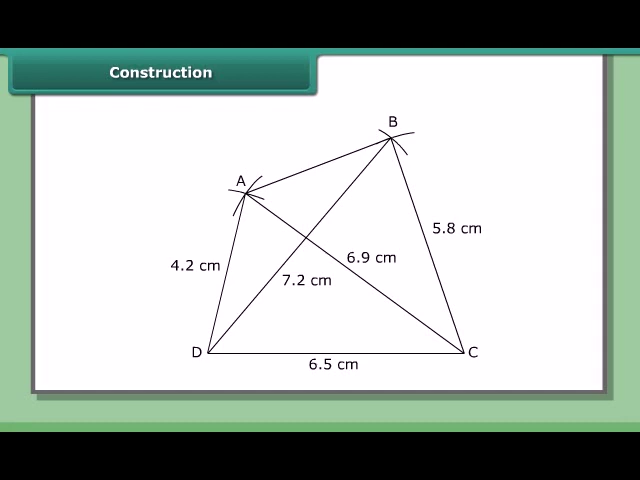 Construction
B
A
5.8 cm
6.9 cm
4.2 cm
7.2 cm
D
C
6.5 cm